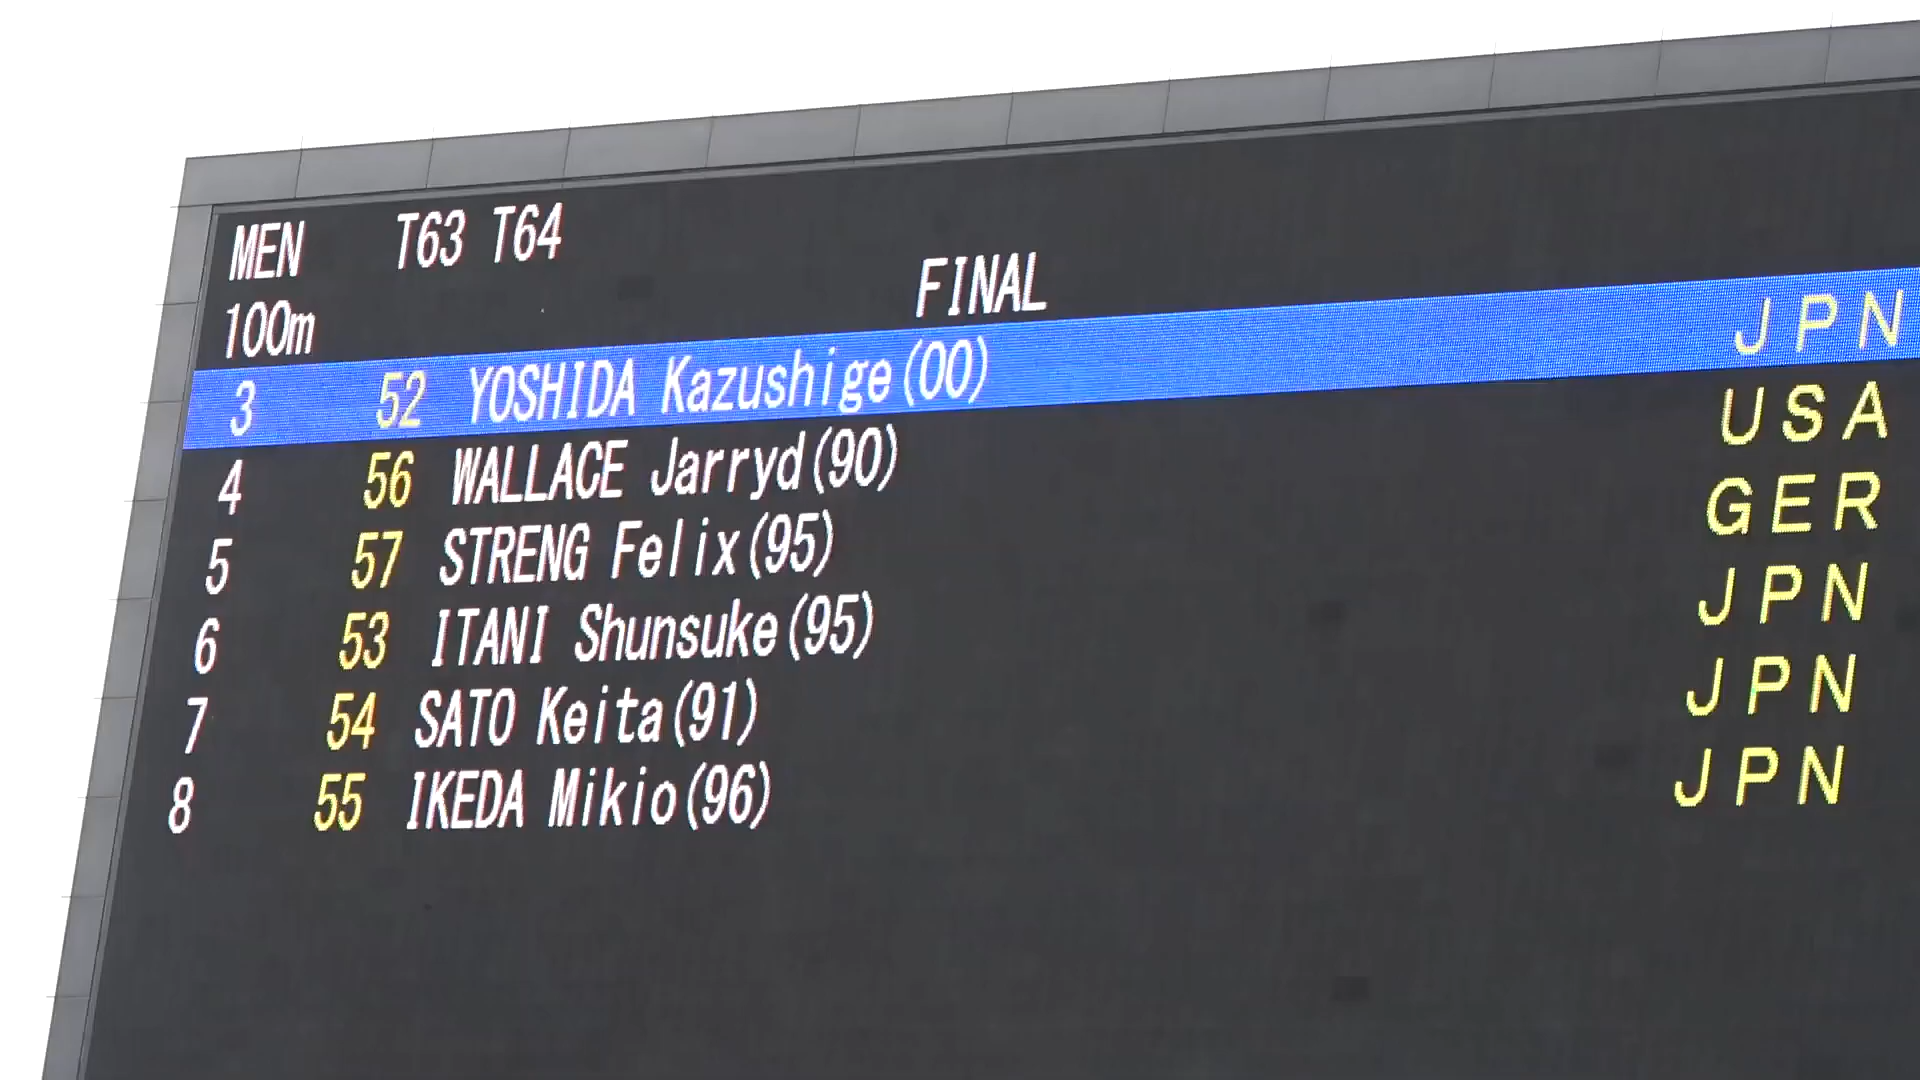 MEN T63 T64
100m FINAL
3 52 YOSHIDA Kazushige(00) JPN
4 56 WALLACE Jarryd(90) USA
5 57 STRENG Felix(95) GER
6 53 ITANI Shunsuke(95) JPN
7 54 SATO Keita(91) JPN
8 55 IKEDA Mikio(96) JPN